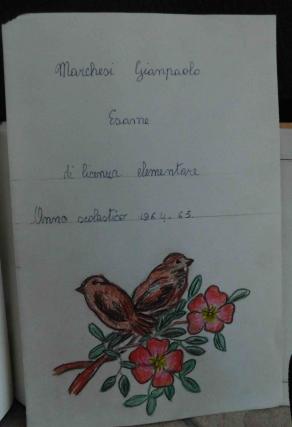 Marchesi Gianpaolo
Esame
di licenza elementare
Anno scolastico 1964-65.